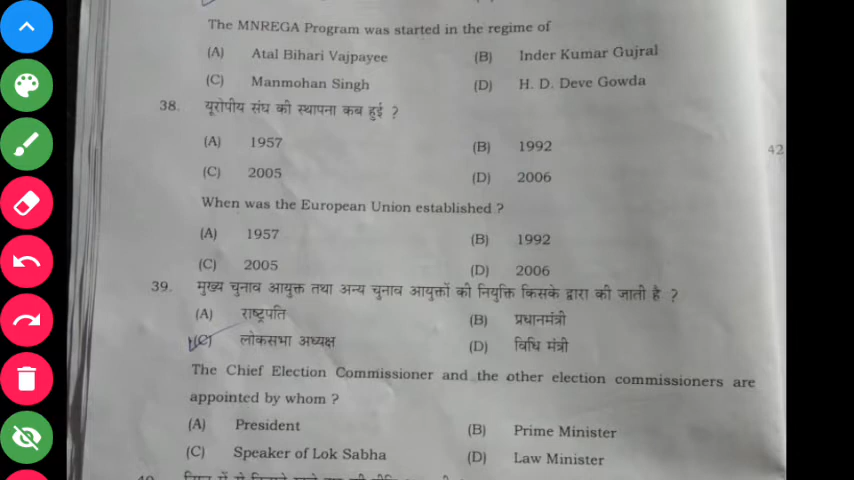 The MNREGA Program was started in the regime of
(A) Atal Bihari Vajpayee (B) Inder Kumar Gujral
(C) Manmohan Singh (D) H. D. Deve Gowda
38. यूरोपीय संघ की स्थापना कब हुई ?
(A) 1957 (B) 1992
(C) 2005 (D) 2006
42
When was the European Union established ?
(A) 1957 (B) 1992
(C) 2005 (D) 2006
39. मुख्य चुनाव आयुक्त तथा अन्य चुनाव आयुक्तों की नियुक्ति किसके द्वारा की जाती है ?
(A) राष्ट्रपति (B) प्रधानमंत्री
(C) लोकसभा अध्यक्ष (D) विधि मंत्री
The Chief Election Commissioner and the other election commissioners are
appointed by whom ?
(A) President (B) Prime Minister
(C) Speaker of Lok Sabha (D) Law Minister